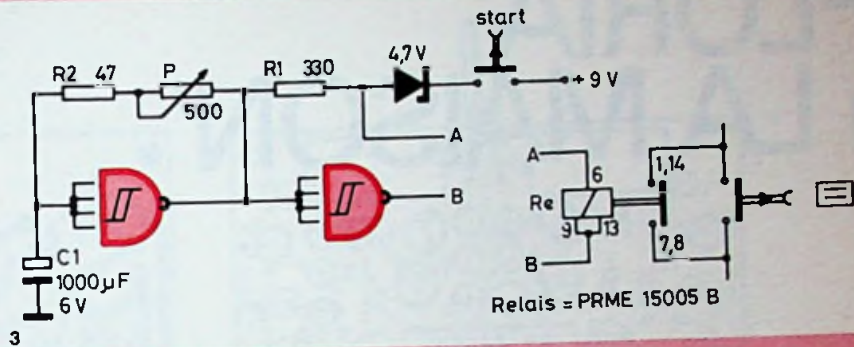 start
R2 47
P
500
R1 330
4,7 V
+ 9 V
A
B
C1
1000µF
6 V
A
6
Re
9 13
B
1,14
7,8
Relais = PRME 15005 B
3